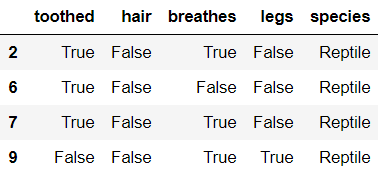 toothed hair breathes legs species
2 True False True False Reptile
6 True False False False Reptile
7 True False True False Reptile
9 False False True True Reptile